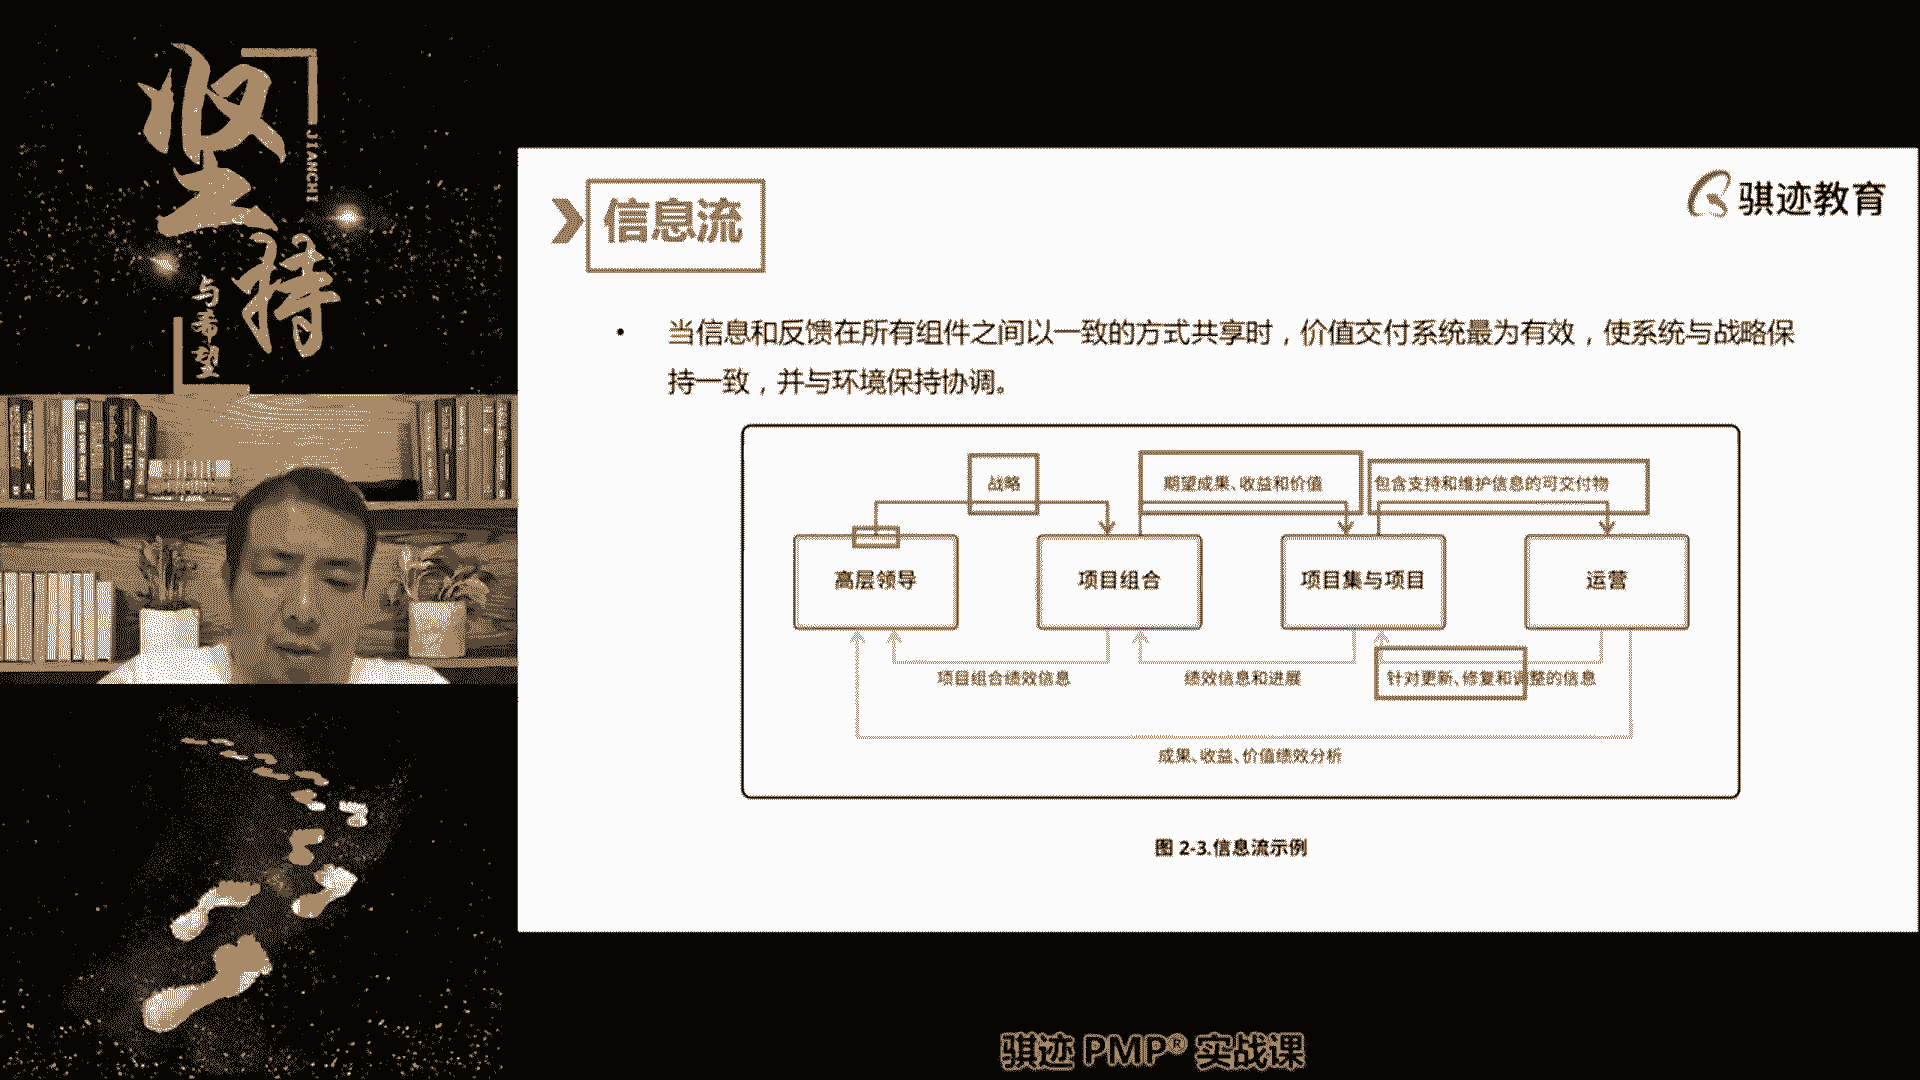 坚持
JIANCHI
与希望
信息流
骐迹教育
• 当信息和反馈在所有组件之间以一致的方式共享时，价值交付系统最为有效，使系统与战略保
持一致，并与环境保持协调。
战略
期望成果、收益和价值
包含支持和维护信息的可交付物
高层领导
项目组合
项目集与项目
运营
项目组合绩效信息
绩效信息和进展
针对更新、修复和调整的信息
成果、收益、价值绩效分析
图 2-3.信息流示例
骐迹 PMP® 实战课